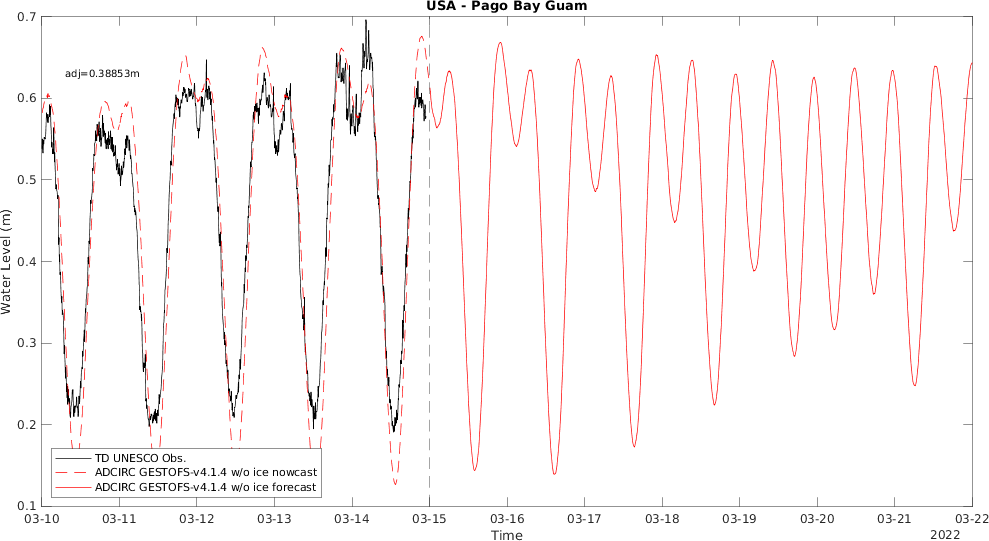 USA - Pago Bay Guam
0.7
adj=0.38853m
0.6
0.5
0.4
Water Level (m)
0.3
0.2
TD UNESCO Obs.
ADCIRC GESTOFS-v4.1.4 w/o ice nowcast
ADCIRC GESTOFS-v4.1.4 w/o ice forecast
0.1
03-10 03-11 03-12 03-13 03-14 03-15 03-16 03-17 03-18 03-19 03-20 03-21 03-22
Time
2022